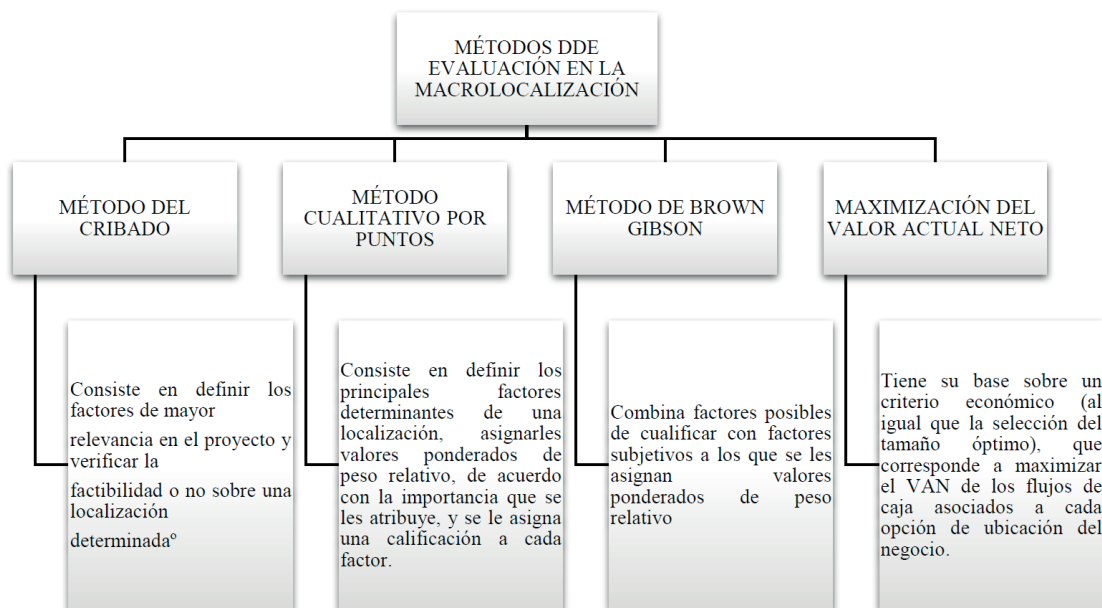 MÉTODOS DDE
EVALUACIÓN EN LA
MACROLOCALIZACIÓN
MÉTODO DEL
CRIBADO
MÉTODO
CUALITATIVO POR
PUNTOS
MÉTODO DE BROWN
GIBSON
MAXIMIZACIÓN DEL
VALOR ACTUAL NETO
Consiste en definir los
factores de mayor
relevancia en el proyecto y
verificar la
factibilidad o no sobre una
localización
determinadaº
Consiste en definir los
principales factores
determinantes de una
localización, asignarles
valores ponderados de
peso relativo, de acuerdo
con la importancia que se
les atribuye, y se le asigna
una calificación a cada
factor.
Combina factores posibles
de cualificar con factores
subjetivos a los que se les
asignan valores
ponderados de peso
relativo
Tiene su base sobre un
criterio económico (al
igual que la selección del
tamaño óptimo), que
corresponde a maximizar
el VAN de los flujos de
caja asociados a cada
opción de ubicación del
negocio.